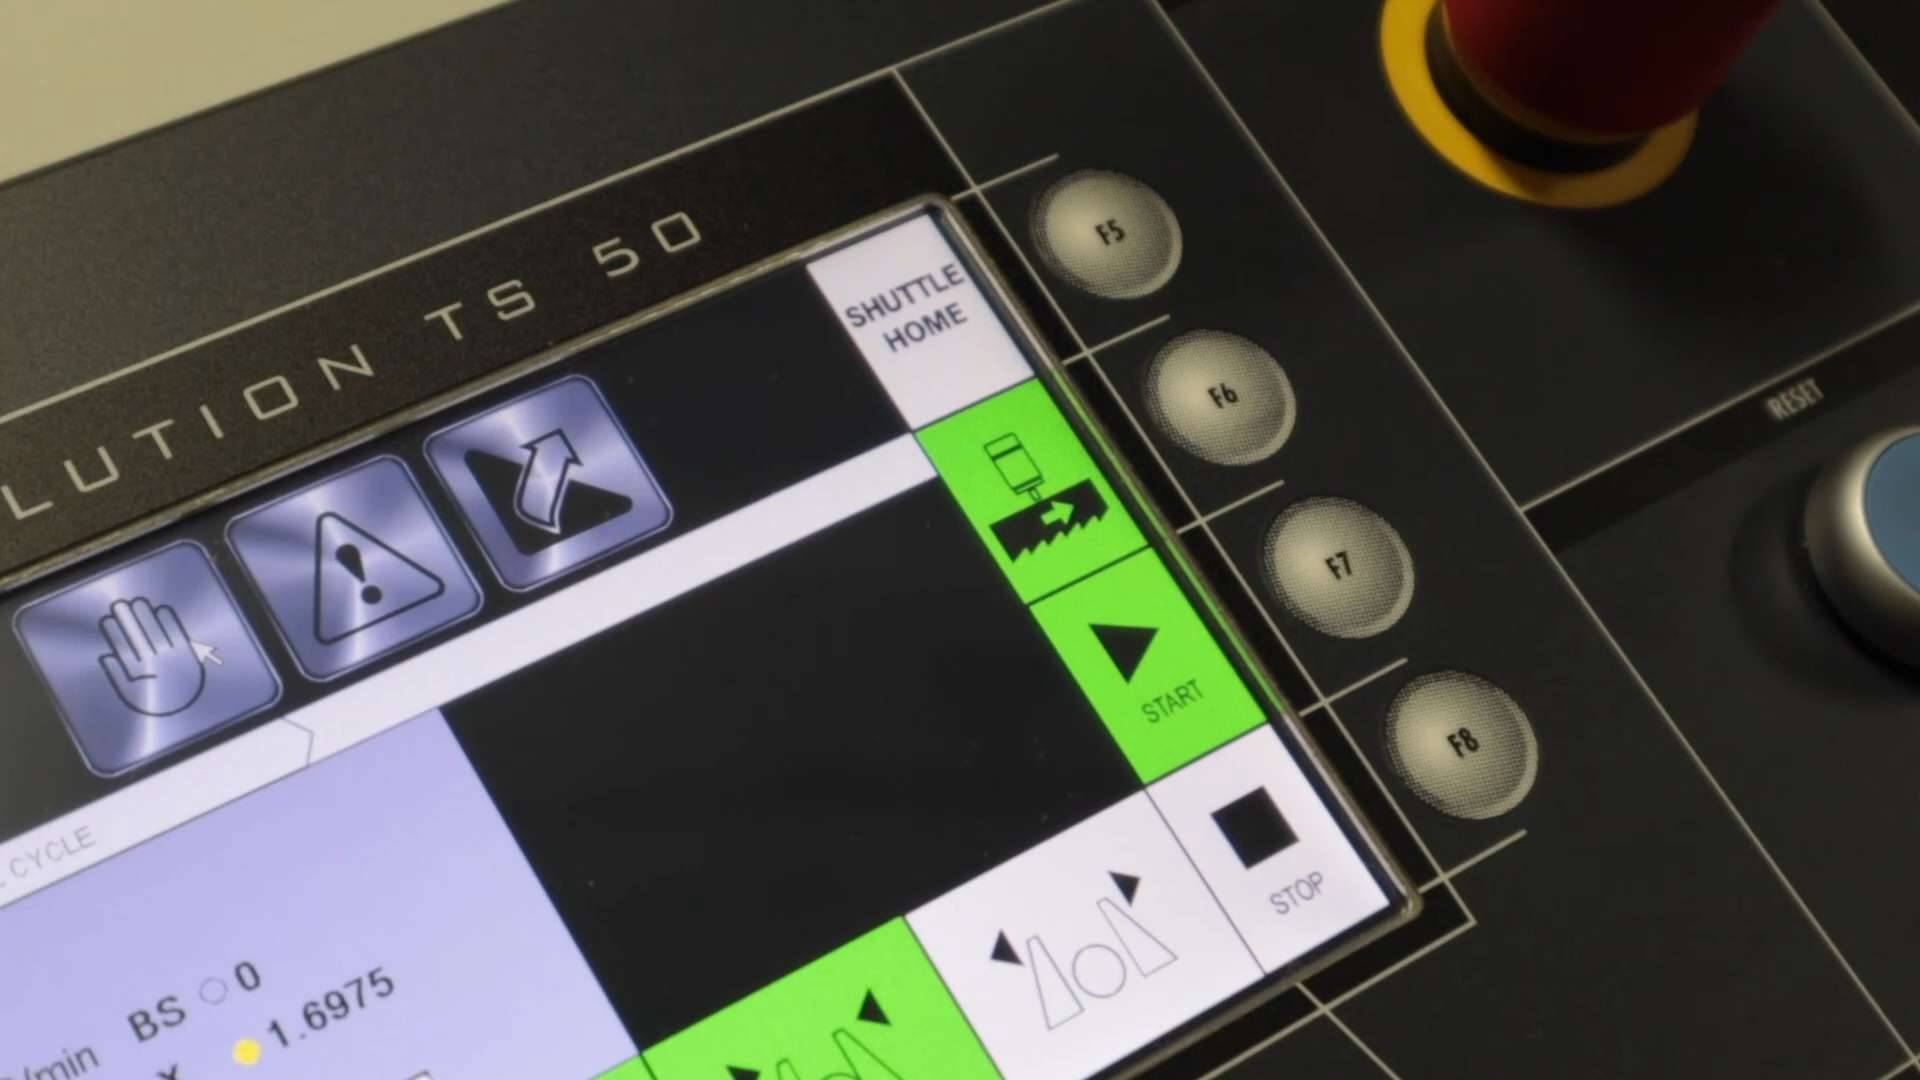 LUTION TS 50
SHUTTLE
HOME
START
STOP
CYCLE
BS 0
/min
X 1.6975
F5
F6
F7
F8
RESET